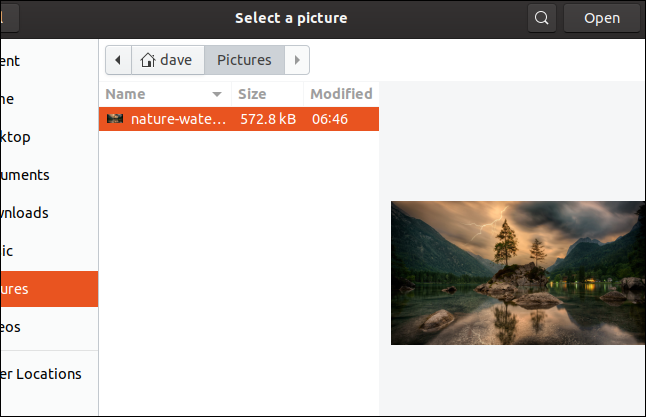 Select a picture
Open
dave
Pictures
Name
Size
Modified
nature-wate…
572.8 kB
06:46
ent
me
ktop
uments
wnloads
ic
ures
eos
er Locations